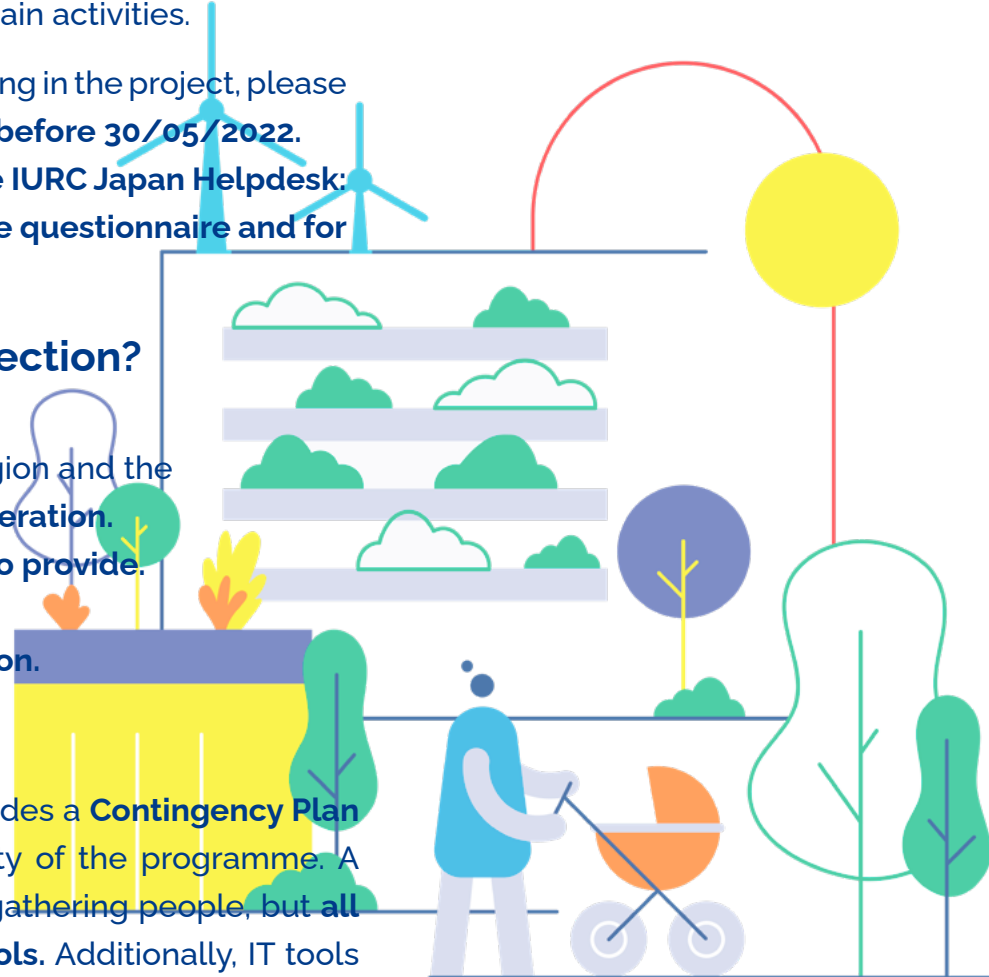 ain activities.
ng in the project, please
before 30/05/2022.
e IURC Japan Helpdesk:
e questionnaire and for
ection?
gion and the
eration.
o provide.
on.
des a Contingency Plan
ty of the programme. A
gathering people, but all
ols. Additionally, IT tools